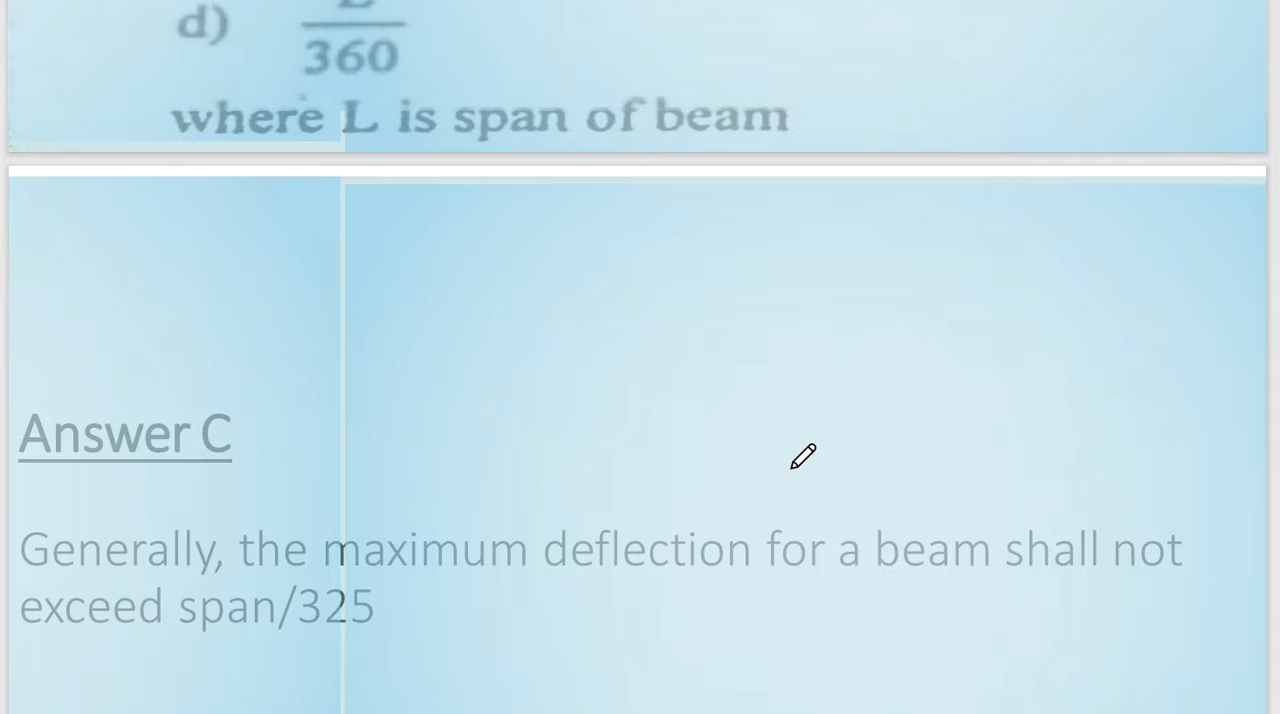 d) L
360
where L is span of beam
Answer C
Generally, the maximum deflection for a beam shall not
exceed span/325